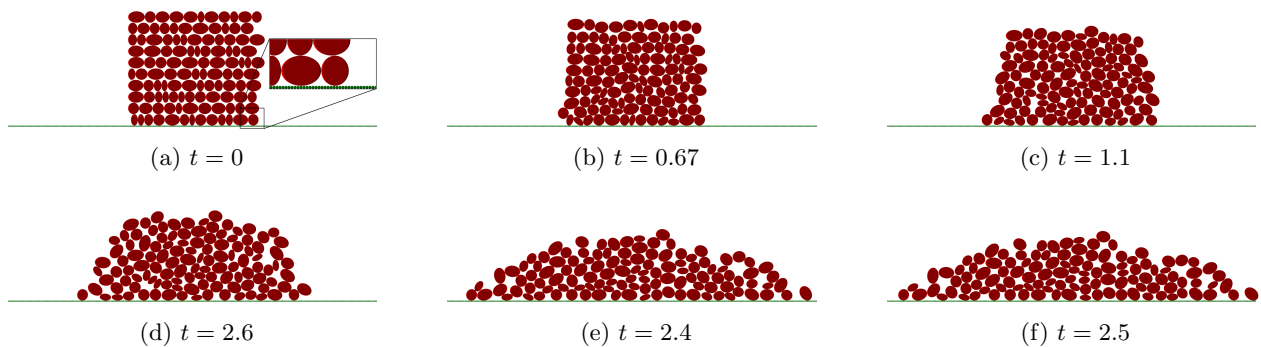 (a) t = 0
(b) t = 0.67
(c) t = 1.1
(d) t = 2.6
(e) t = 2.4
(f) t = 2.5